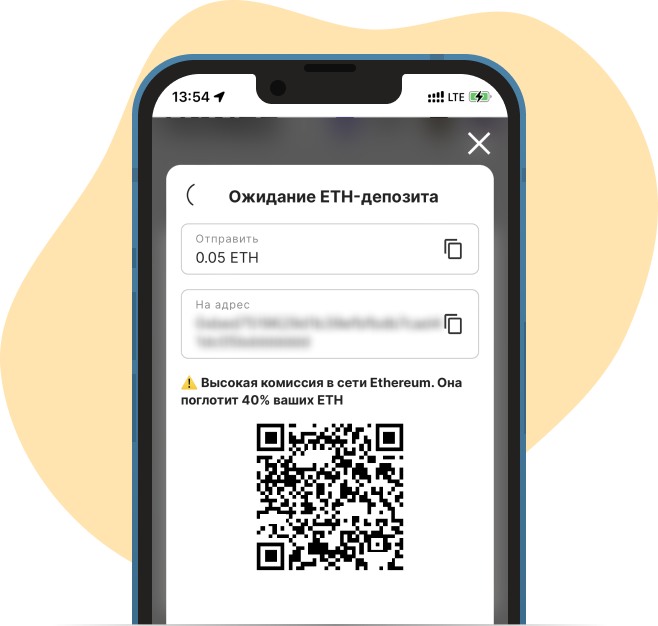 13:54
LTE
Ожидание ETH-депозита
Отправить
0.05 ETH
На адрес
⚠️ Высокая комиссия в сети Ethereum. Она
поглотит 40% ваших ETH